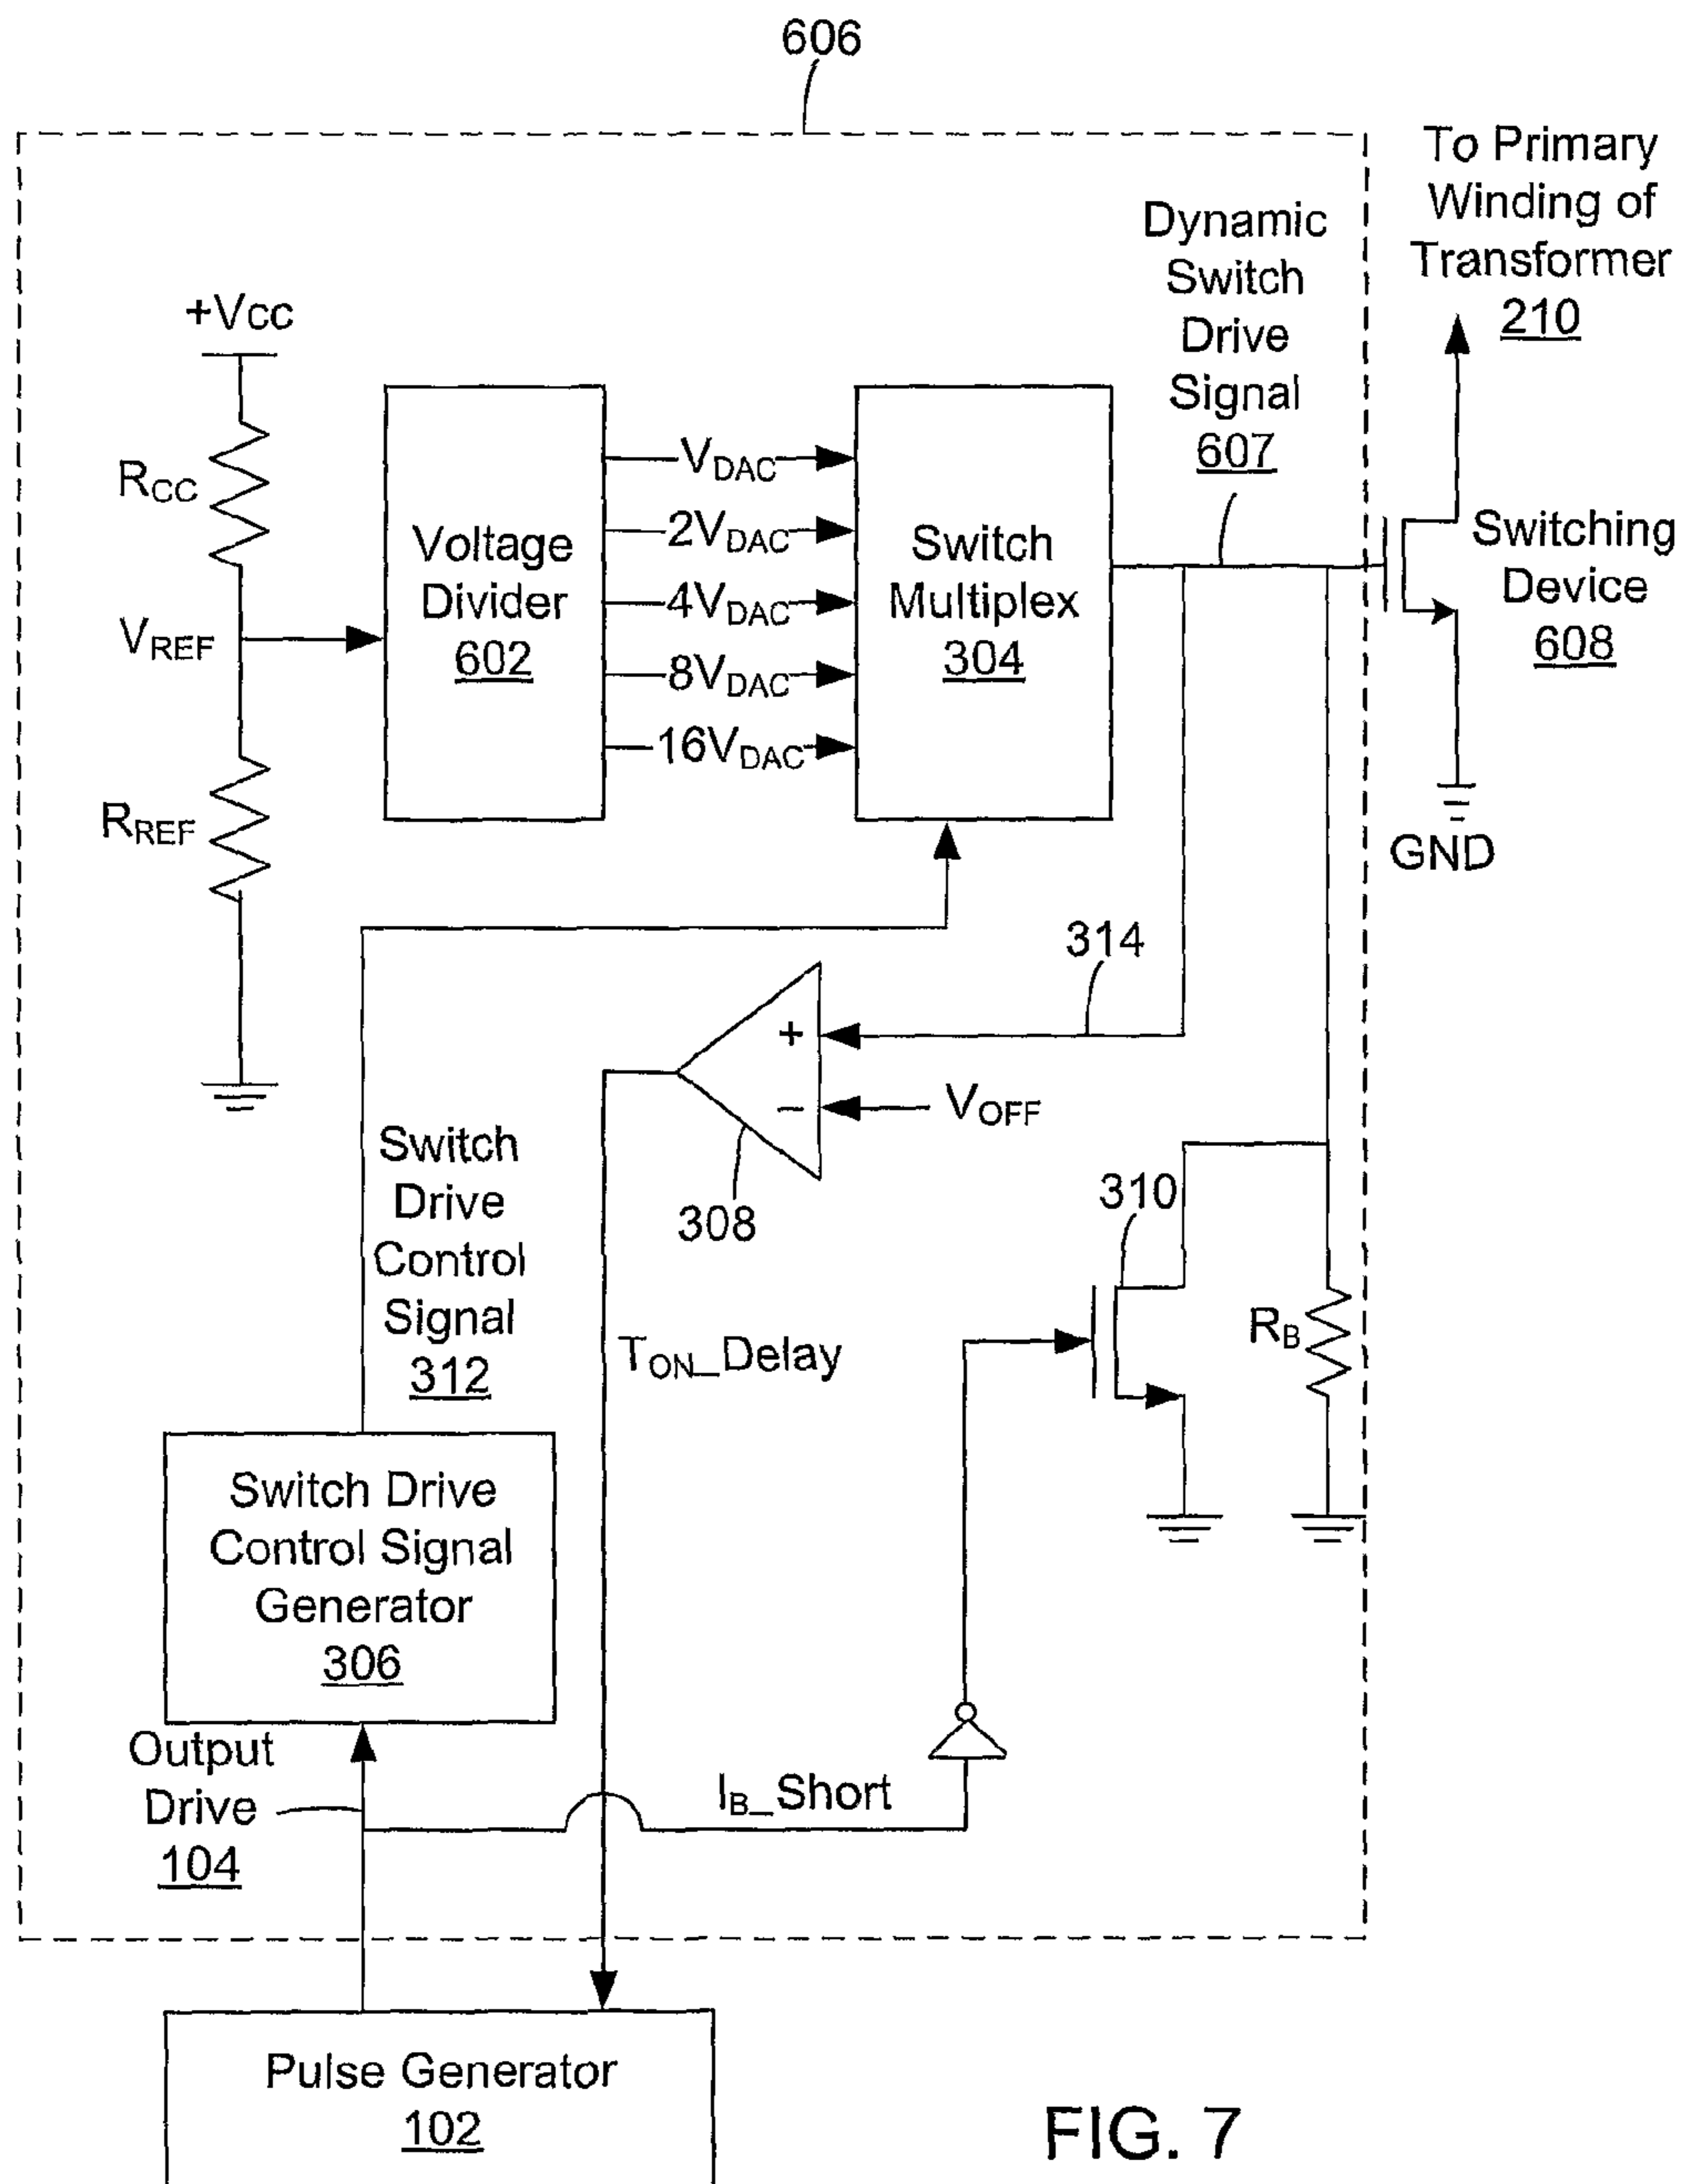 606
To Primary
Winding of
Transformer
210
Dynamic
Switch
Drive
Signal
607
+Vcc
RCC
VREF
RREF
Voltage
Divider
602
VDAC
2VDAC
4VDAC
8VDAC
16VDAC
Switch
Multiplex
304
Switching
Device
608
GND
314
+
−
VOFF
308
Switch
Drive
Control
Signal
312
TON_Delay
310
RB
Switch Drive
Control Signal
Generator
306
Output
Drive
104
IB_Short
Pulse Generator
102
FIG. 7